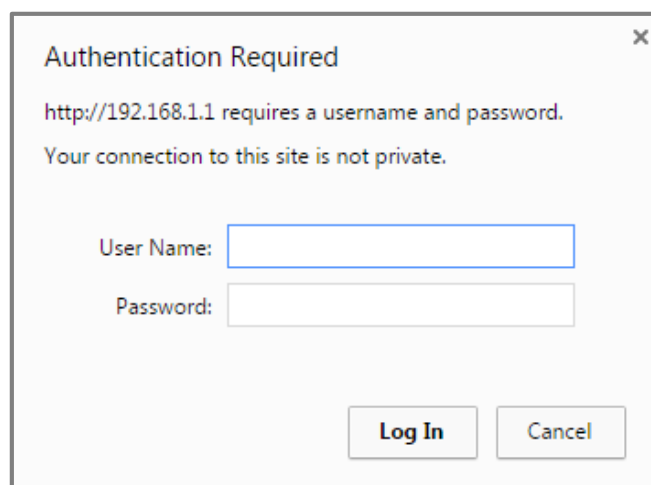 Authentication Required
http://192.168.1.1 requires a username and password.
Your connection to this site is not private.
User Name:
Password:
Log In
Cancel